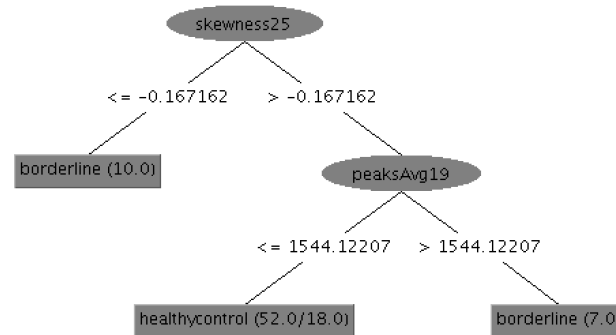 skewness25
<= -0.167162 > -0.167162
borderline (10.0)
peaksAvg19
<= 1544.12207 > 1544.12207
healthycontrol (52.0/18.0)
borderline (7.0